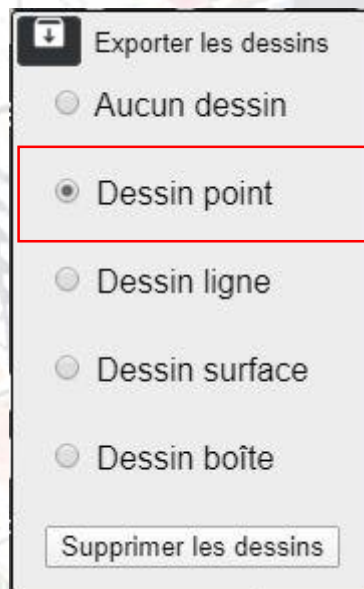 Exporter les dessins
Aucun dessin
Dessin point
Dessin ligne
Dessin surface
Dessin boîte
Supprimer les dessins